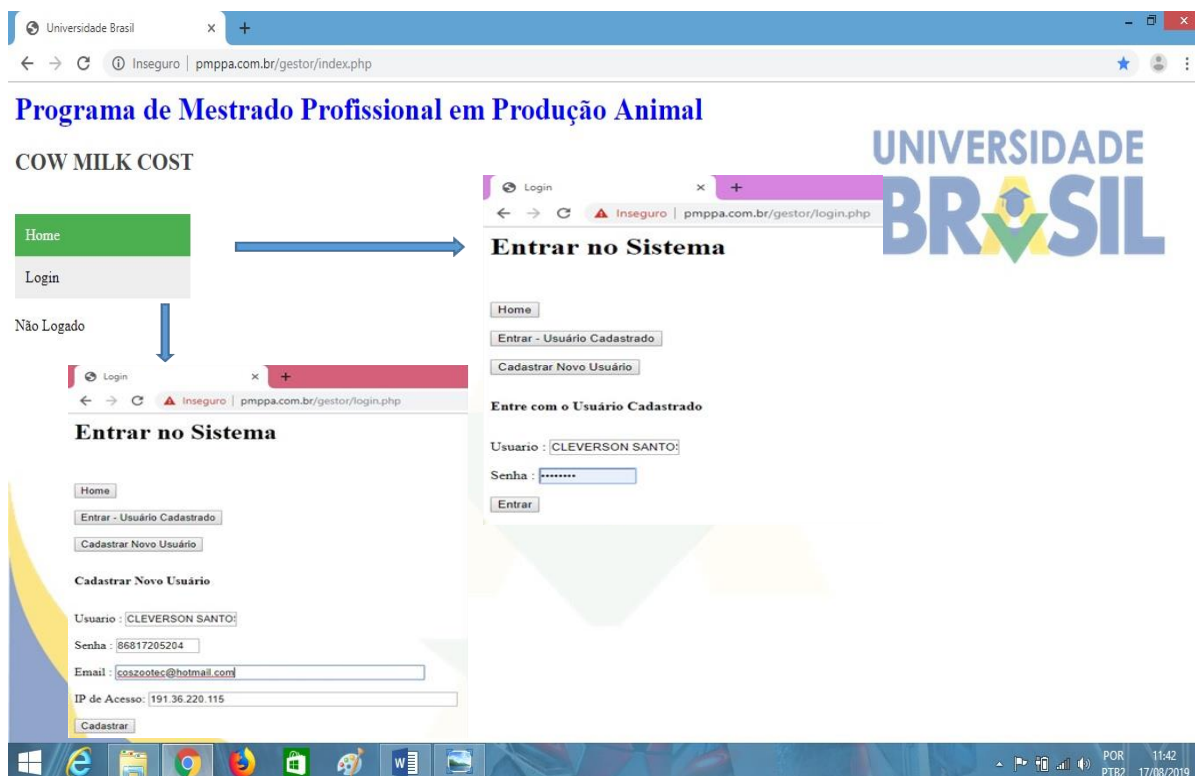 Universidade Brasil
Inseguro | pmppa.com.br/gestor/index.php
Programa de Mestrado Profissional em Produção Animal
COW MILK COST
UNIVERSIDADE
BRASIL
Home
Login
Não Logado
Login
Inseguro | pmppa.com.br/gestor/login.php
Entrar no Sistema
Home
Entrar - Usuário Cadastrado
Cadastrar Novo Usuário
Entre com o Usuário Cadastrado
Usuario : CLEVERSON SANTOS
Senha : ········
Entrar
Login
Inseguro | pmppa.com.br/gestor/login.php
Entrar no Sistema
Home
Entrar - Usuário Cadastrado
Cadastrar Novo Usuário
Cadastrar Novo Usuário
Usuario : CLEVERSON SANTOS
Senha : 86817205204
Email : coszootec@hotmail.com
IP de Acesso: 191.36.220.115
Cadastrar
POR 11:42
PTB2 17/08/2019